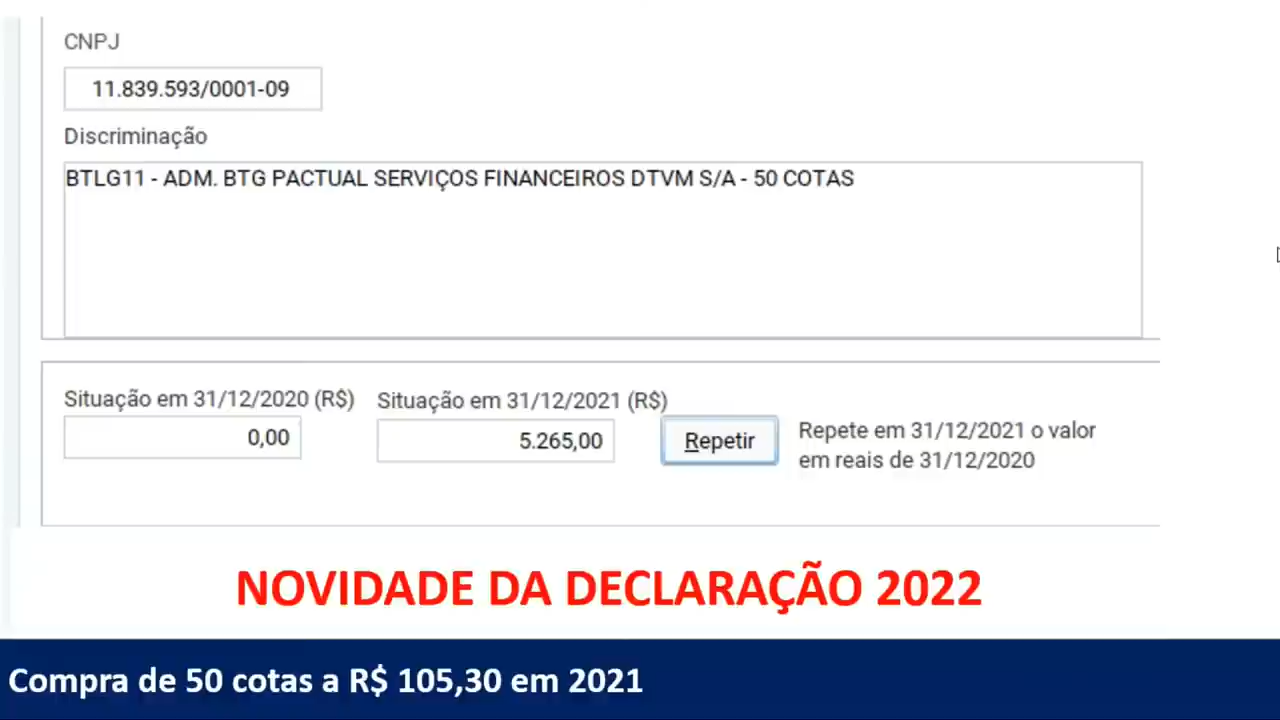 CNPJ
11.839.593/0001-09
Discriminação
BTLG11 - ADM. BTG PACTUAL SERVIÇOS FINANCEIROS DTVM S/A - 50 COTAS
Situação em 31/12/2020 (R$)
0,00
Situação em 31/12/2021 (R$)
5.265,00
Repetir
Repete em 31/12/2021 o valor
em reais de 31/12/2020
NOVIDADE DA DECLARAÇÃO 2022
Compra de 50 cotas a R$ 105,30 em 2021